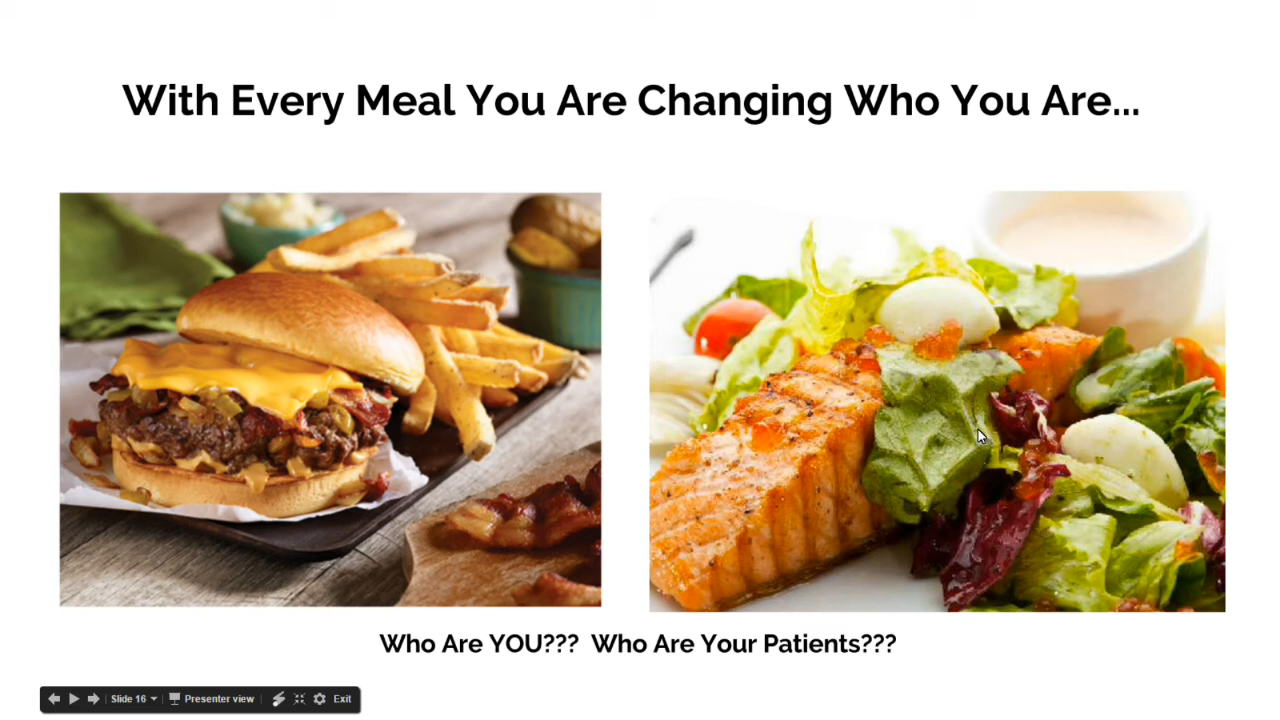 With Every Meal You Are Changing Who You Are...
Who Are YOU??? Who Are Your Patients???
Slide 16 Presenter view Exit